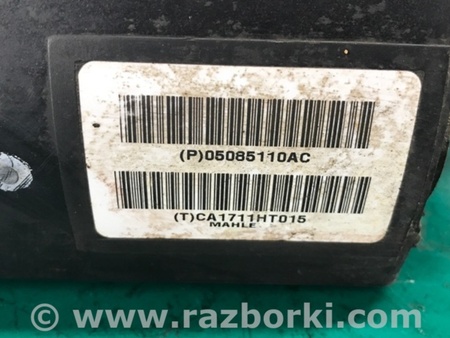 (P)05085110AC
(T)CA1711HT015
MAHLE
© www.razborki.com